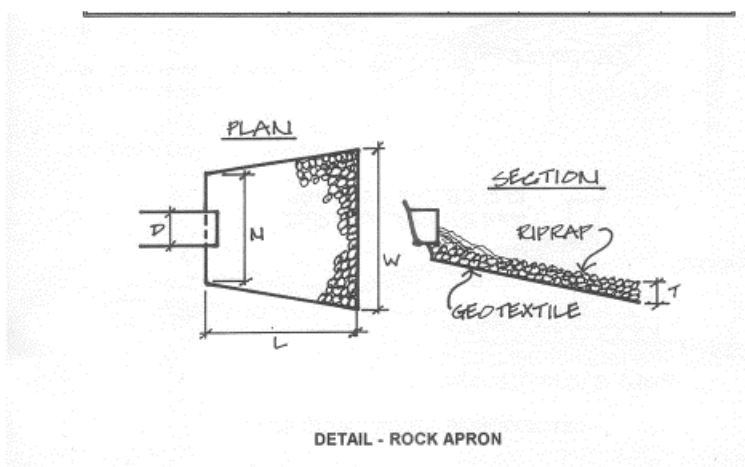 PLAN
SECTION
D
N
W
L
RIPRAP
GEOTEXTILE
T
DETAIL - ROCK APRON